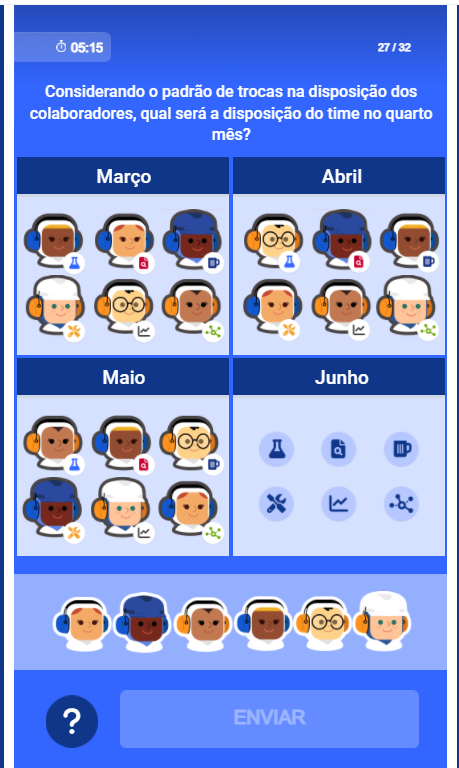 05:15
27 / 32
Considerando o padrão de trocas na disposição dos
colaboradores, qual será a disposição do time no quarto
mês?
Março
Abril
Maio
Junho
?
ENVIAR